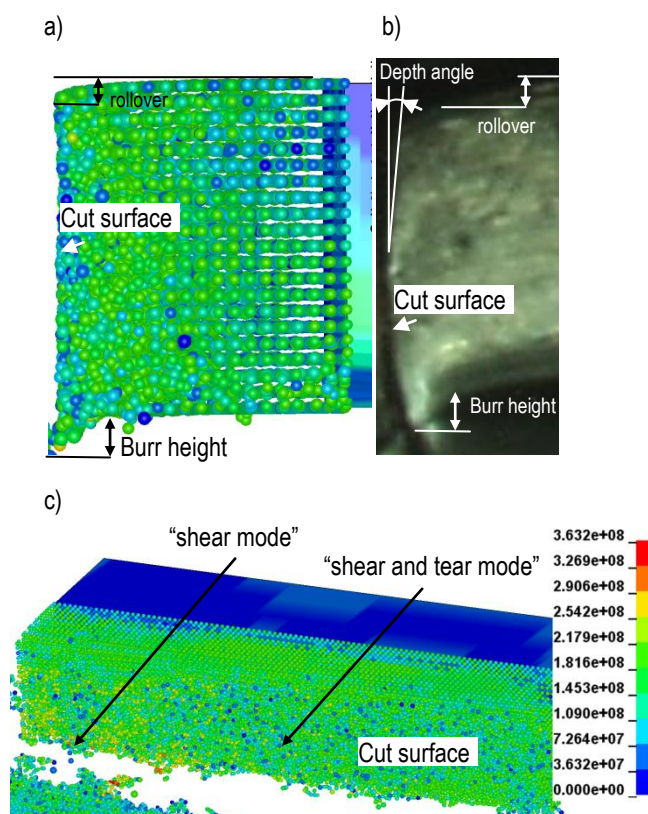 a)
rollover
Cut surface
Burr height
b)
Depth angle
rollover
Cut surface
Burr height
c)
“shear mode”
“shear and tear mode”
Cut surface
3.632e+08
3.269e+08
2.906e+08
2.542e+08
2.179e+08
1.816e+08
1.453e+08
1.090e+08
7.264e+07
3.632e+07
0.000e+00